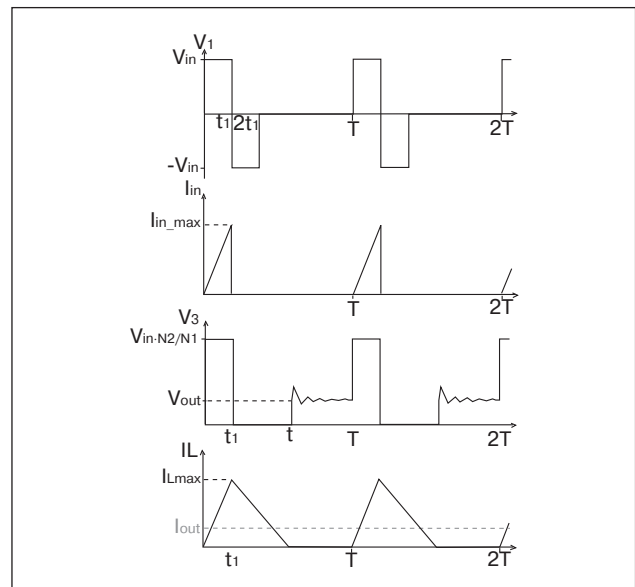 V1
Vin
t1 2t1 T 2T
-Vin
Iin
Iin_max
T 2T
V3
Vin·N2/N1
Vout
t1 t T 2T
IL
ILmax
Iout
t1 T 2T